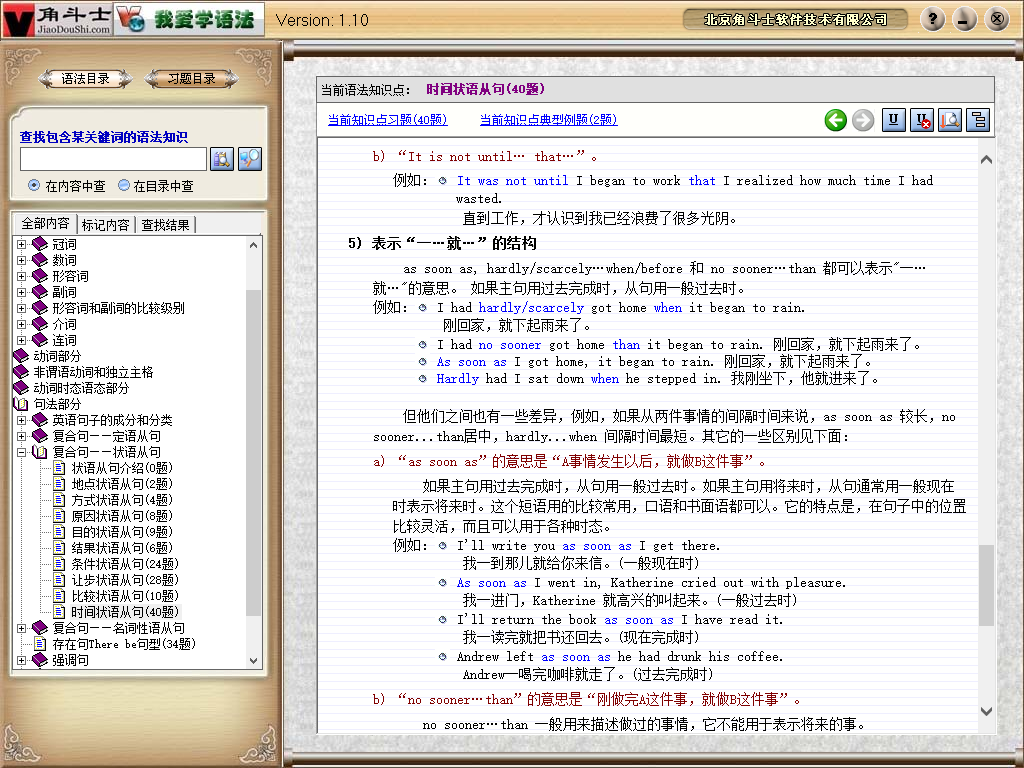 角斗士
JiaoDouShi.com
我爱学语法
Version: 1.10
北京角斗士软件技术有限公司
语法目录
习题目录
查找包含某关键词的语法知识
在内容中查
在目录中查
全部内容
标记内容
查找结果
冠词
数词
形容词
副词
形容词和副词的比较级别
介词
连词
动词部分
非谓语动词和独立主格
动词时态语态部分
句法部分
英语句子的成分和分类
复合句——定语从句
复合句——状语从句
状语从句介绍(0题)
地点状语从句(2题)
方式状语从句(4题)
原因状语从句(8题)
目的状语从句(9题)
结果状语从句(6题)
条件状语从句(24题)
让步状语从句(28题)
比较状语从句(10题)
时间状语从句(40题)
复合句——名词性语从句
存在句There be句型(34题)
强调句
当前语法知识点： 时间状语从句(40题)
当前知识点习题(40题)
当前知识点典型例题(2题)
b) “It is not until… that…”。
例如： It was not until I began to work that I realized how much time I had
wasted.
直到工作，才认识到我已经浪费了很多光阴。
5) 表示“一…就…”的结构
as soon as, hardly/scarcely…when/before 和 no sooner…than 都可以表示"一…
就…"的意思。 如果主句用过去完成时，从句用一般过去时。
例如： I had hardly/scarcely got home when it began to rain.
刚回家，就下起雨来了。
I had no sooner got home than it began to rain. 刚回家，就下起雨来了。
As soon as I got home, it began to rain. 刚回家，就下起雨来了。
Hardly had I sat down when he stepped in. 我刚坐下，他就进来了。
但他们之间也有一些差异，例如，如果从两件事情的间隔时间来说，as soon as 较长，no
sooner...than居中，hardly...when 间隔时间最短。其它的一些区别见下面：
a) “as soon as”的意思是“A事情发生以后，就做B这件事”。
如果主句用过去完成时，从句用一般过去时。如果主句用将来时，从句通常用一般现在
时表示将来时。这个短语用的比较常用，口语和书面语都可以。它的特点是，在句子中的位置
比较灵活，而且可以用于各种时态。
例如： I'll write you as soon as I get there.
我一到那儿就给你来信。(一般现在时)
As soon as I went in, Katherine cried out with pleasure.
我一进门，Katherine 就高兴的叫起来。(一般过去时)
I'll return the book as soon as I have read it.
我一读完就把书还回去。(现在完成时)
Andrew left as soon as he had drunk his coffee.
Andrew一喝完咖啡就走了。(过去完成时)
b) “no sooner…than”的意思是“刚做完A这件事，就做B这件事”。
no sooner…than 一般用来描述做过的事情，它不能用于表示将来的事。